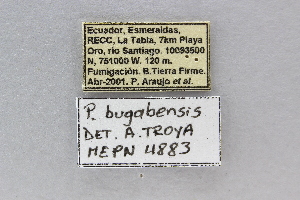 Ecuador, Esmeraldas,
RECC, La Tabla, 7km Playa
Oro, río Santiago. 10093500
N, 751000 W. 120 m.
Fumigación. B.Tierra Firme.
Abr-2001. P. Araujo et al.
P. bugabensis
DET. A. TROYA
MEPN 4883